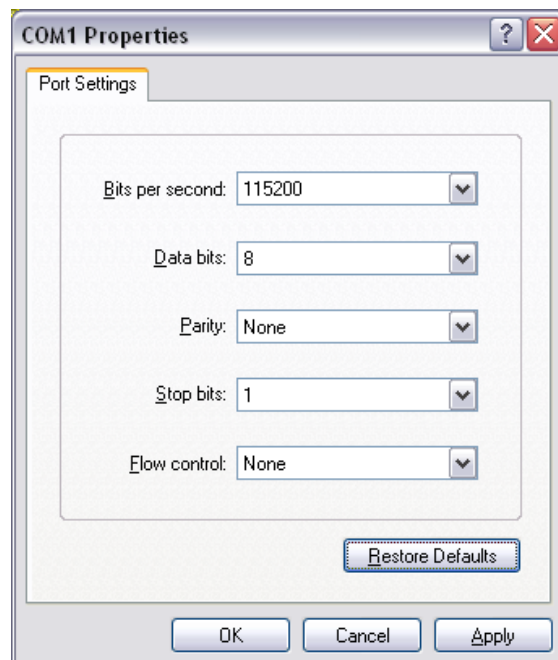 COM1 Properties
Port Settings
Bits per second: 115200
Data bits: 8
Parity: None
Stop bits: 1
Flow control: None
Restore Defaults
OK Cancel Apply